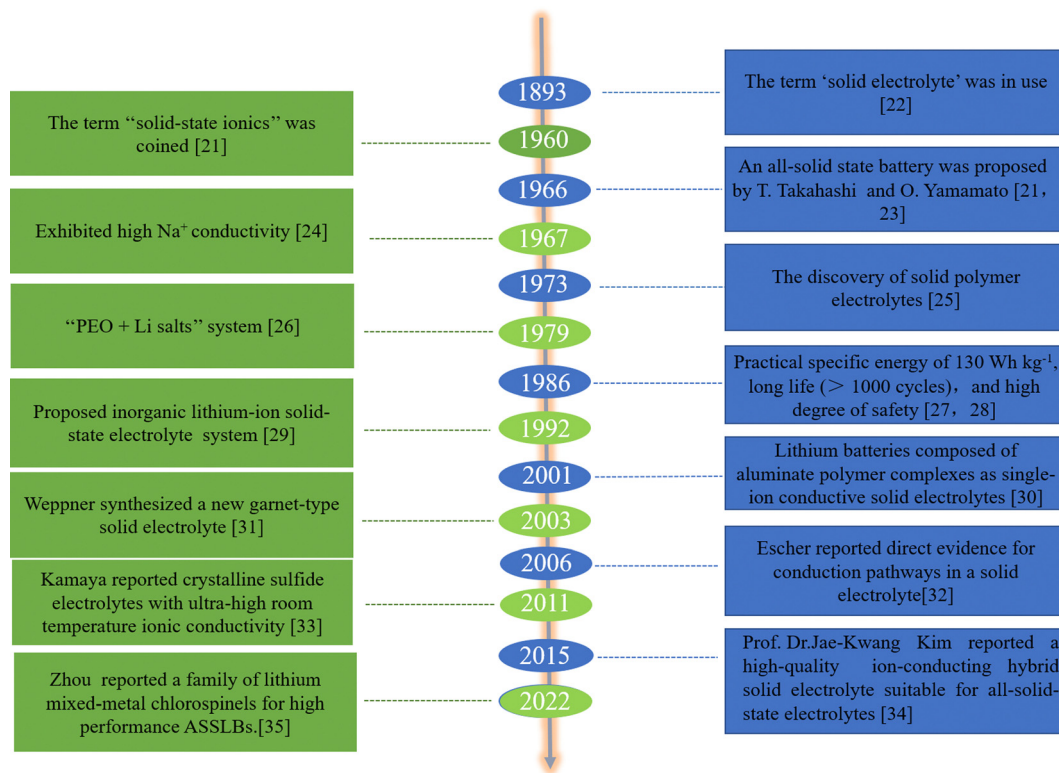 1893
The term ‘solid electrolyte’ was in use
[22]
The term “solid-state ionics” was
coined [21]
1960
1966
An all-solid state battery was proposed
by T. Takahashi and O. Yamamato [21，
23]
Exhibited high Na⁺ conductivity [24]
1967
1973
The discovery of solid polymer
electrolytes [25]
“PEO + Li salts” system [26]
1979
1986
Practical specific energy of 130 Wh kg⁻¹,
long life (＞ 1000 cycles)，and high
degree of safety [27，28]
Proposed inorganic lithium-ion solid-
state electrolyte system [29]
1992
2001
Lithium batteries composed of
aluminate polymer complexes as single-
ion conductive solid electrolytes [30]
Weppner synthesized a new garnet-type
solid electrolyte [31]
2003
2006
Escher reported direct evidence for
conduction pathways in a solid
electrolyte[32]
Kamaya reported crystalline sulfide
electrolytes with ultra-high room
temperature ionic conductivity [33]
2011
2015
Prof. Dr.Jae-Kwang Kim reported a
high-quality ion-conducting hybrid
solid electrolyte suitable for all-solid-
state electrolytes [34]
Zhou reported a family of lithium
mixed-metal chlorospinels for high
performance ASSLBs.[35]
2022